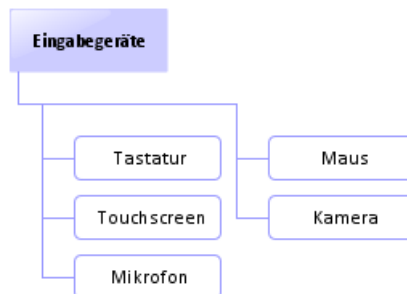 Eingabegeräte
Tastatur
Maus
Touchscreen
Kamera
Mikrofon